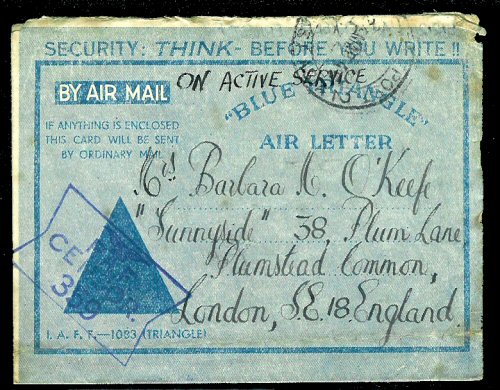 SECURITY: THINK - BEFORE YOU WRITE !!
ON ACTIVE SERVICE
BY AIR MAIL
"BLUE TRIANGLE"
AIR LETTER
IF ANYTHING IS ENCLOSED
THIS CARD WILL BE SENT
BY ORDINARY MAIL
Mrs Barbara M. O'Keefe
"Sunnyside" 38, Plum Lane
Plumstead Common,
London, S.E.18. England.
CENSOR
I. A. F. T.—1083 (TRIANGLE)